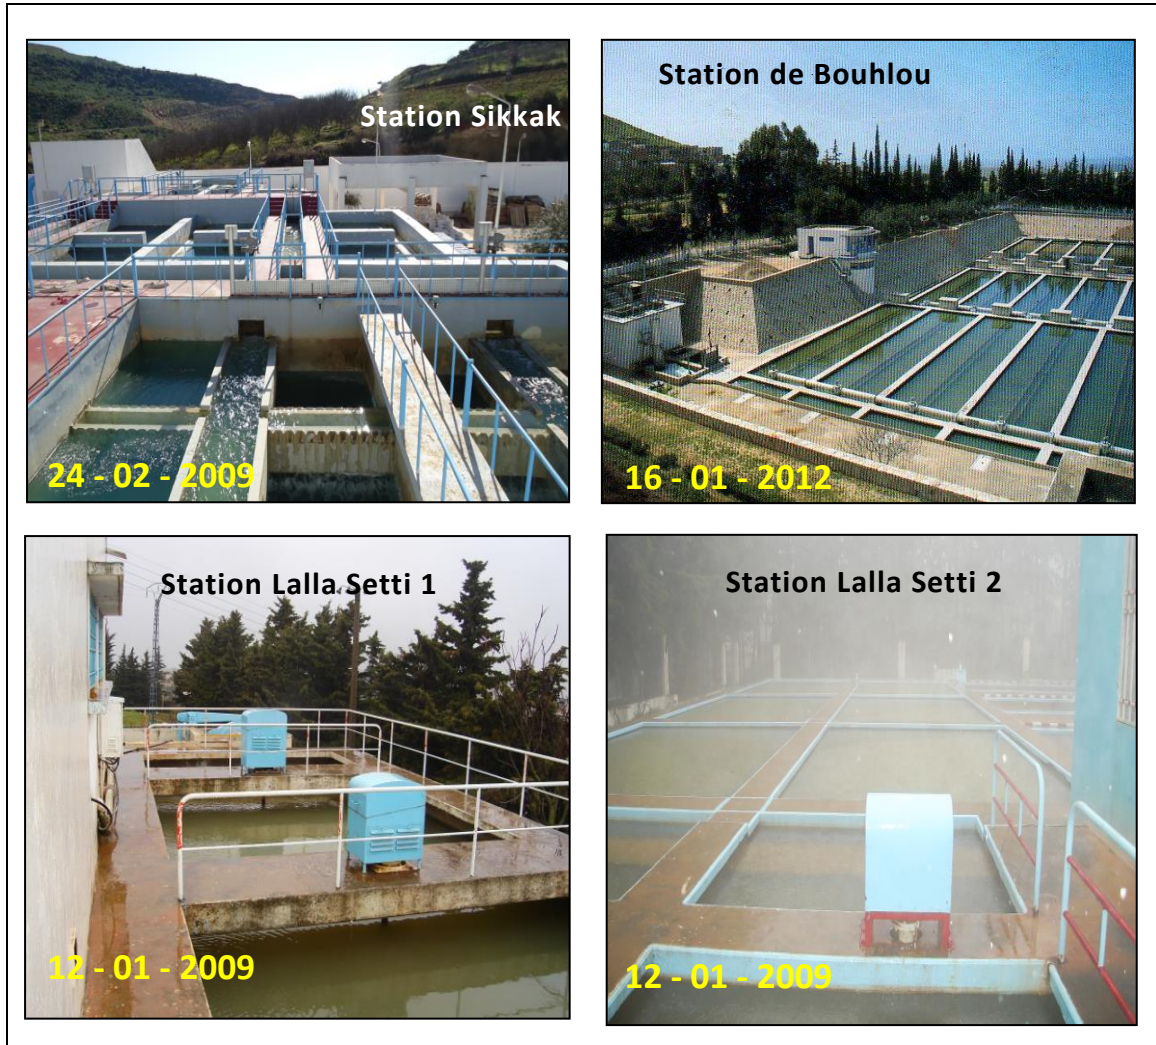 Station Sikkak
24 - 02 - 2009
Station de Bouhlou
16 - 01 - 2012
Station Lalla Setti 1
12 - 01 - 2009
Station Lalla Setti 2
12 - 01 - 2009